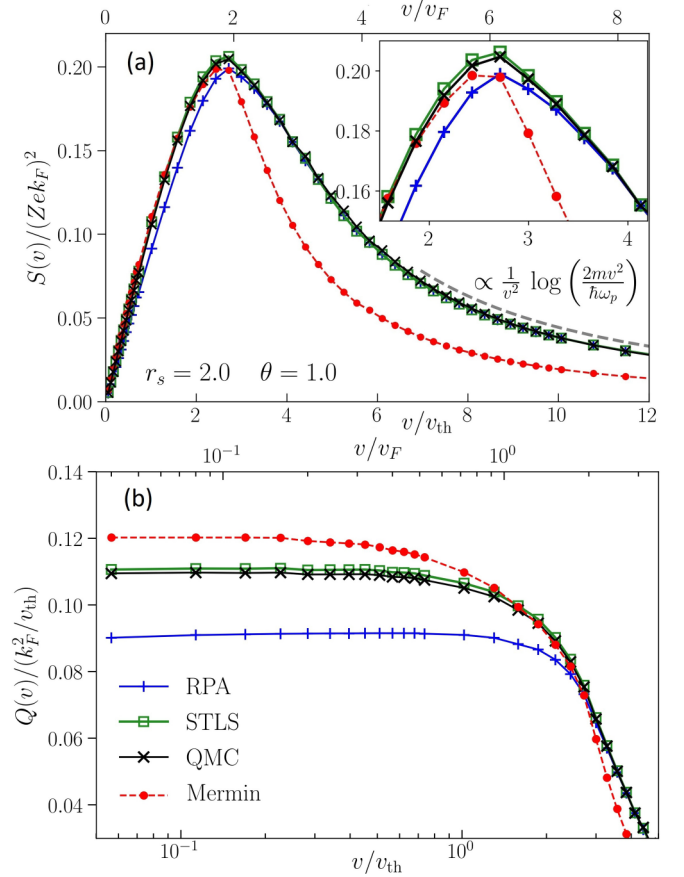 0 2 4 6 8
v/v_F
(a)
S(v)/(Zek_F)^2
0.20
0.15
0.10
0.05
0.00
0.20
0.18
0.16
2 3 4
∝ 1/v^2 log (2mv^2/ħω_p)
r_s = 2.0 θ = 1.0
0 2 4 6 8 10 12
v/v_th
v/v_F
10^-1 10^0
(b)
Q(v)/(k_F^2/v_th)
0.14
0.12
0.10
0.08
0.06
0.04
RPA
STLS
QMC
Mermin
10^-1 10^0
v/v_th